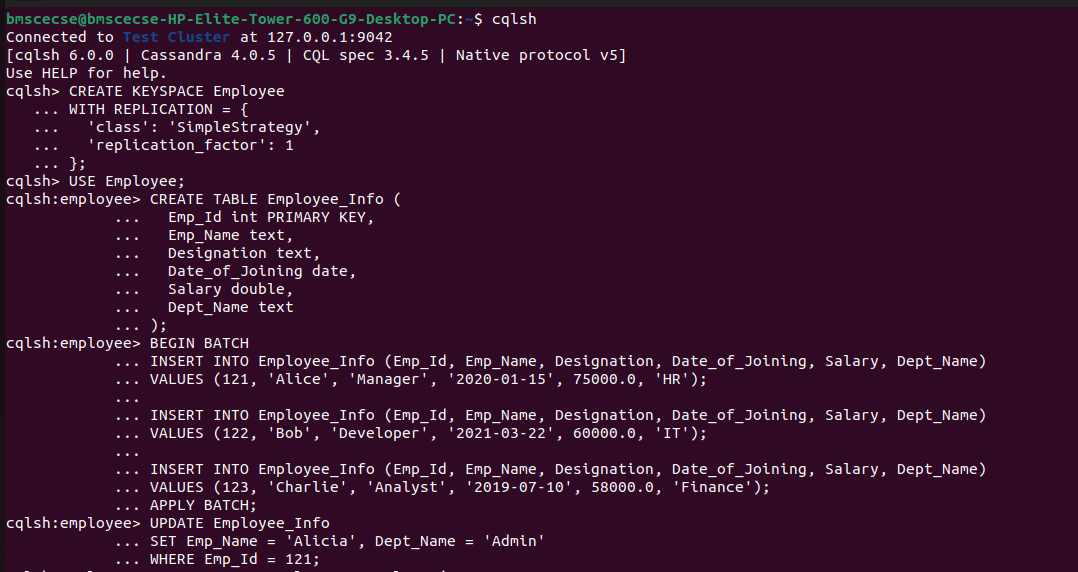 bmscecse@bmscecse-HP-Elite-Tower-600-G9-Desktop-PC:~$ cqlsh
Connected to Test Cluster at 127.0.0.1:9042
[cqlsh 6.0.0 | Cassandra 4.0.5 | CQL spec 3.4.5 | Native protocol v5]
Use HELP for help.
cqlsh> CREATE KEYSPACE Employee
   ... WITH REPLICATION = {
   ...   'class': 'SimpleStrategy',
   ...   'replication_factor': 1
   ... };
cqlsh> USE Employee;
cqlsh:employee> CREATE TABLE Employee_Info (
            ...   Emp_Id int PRIMARY KEY,
            ...   Emp_Name text,
            ...   Designation text,
            ...   Date_of_Joining date,
            ...   Salary double,
            ...   Dept_Name text
            ... );
cqlsh:employee> BEGIN BATCH
            ... INSERT INTO Employee_Info (Emp_Id, Emp_Name, Designation, Date_of_Joining, Salary, Dept_Name)
            ... VALUES (121, 'Alice', 'Manager', '2020-01-15', 75000.0, 'HR');
            ...
            ... INSERT INTO Employee_Info (Emp_Id, Emp_Name, Designation, Date_of_Joining, Salary, Dept_Name)
            ... VALUES (122, 'Bob', 'Developer', '2021-03-22', 60000.0, 'IT');
            ...
            ... INSERT INTO Employee_Info (Emp_Id, Emp_Name, Designation, Date_of_Joining, Salary, Dept_Name)
            ... VALUES (123, 'Charlie', 'Analyst', '2019-07-10', 58000.0, 'Finance');
            ... APPLY BATCH;
cqlsh:employee> UPDATE Employee_Info
            ... SET Emp_Name = 'Alicia', Dept_Name = 'Admin'
            ... WHERE Emp_Id = 121;